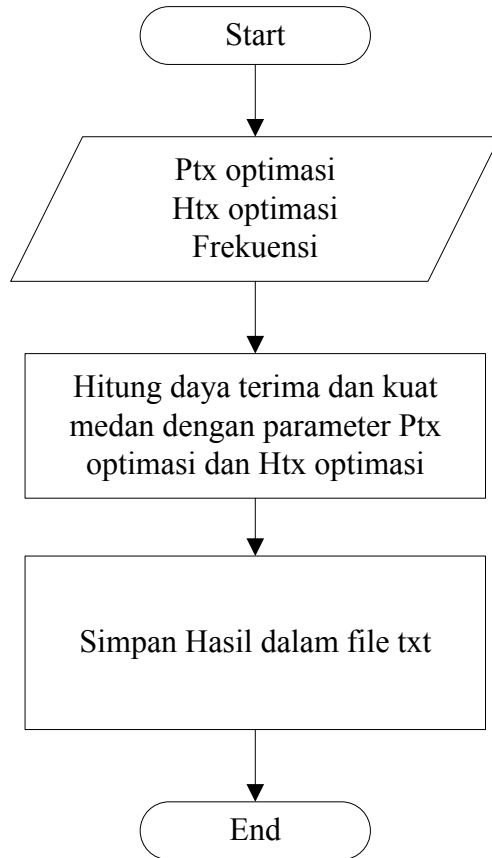 Start
Ptx optimasi
Htx optimasi
Frekuensi
Hitung daya terima dan kuat
medan dengan parameter Ptx
optimasi dan Htx optimasi
Simpan Hasil dalam file txt
End